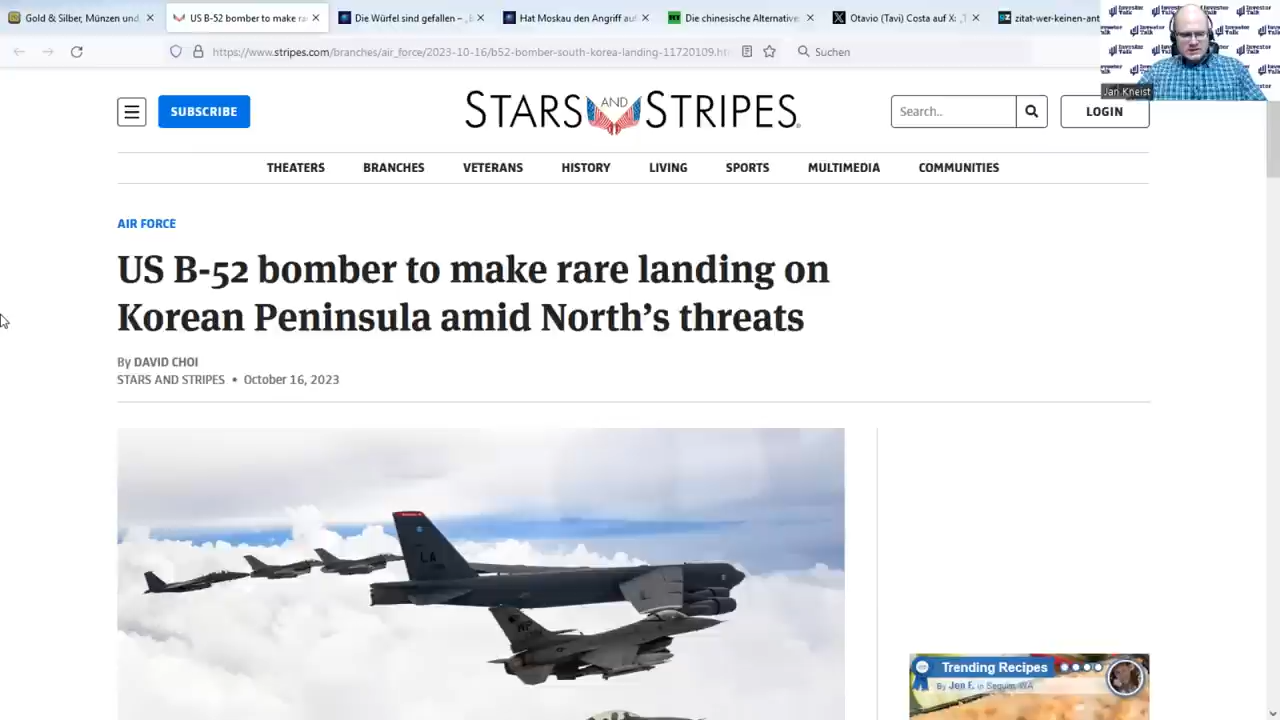 Gold & Silber, Münzen und
US B-52 bomber to make ra
Die Würfel sind gefallen –
Hat Moskau den Angriff auf
Die chinesische Alternative:
Otavio (Tavi) Costa auf X: „T
zitat-wer-keinen-ant
https://www.stripes.com/branches/air_force/2023-10-16/b52-bomber-south-korea-landing-11720109.ht
Suchen
Investor Talk
Jan Kneist
SUBSCRIBE
STARS AND STRIPES
Search..
LOGIN
THEATERS BRANCHES VETERANS HISTORY LIVING SPORTS MULTIMEDIA COMMUNITIES
AIR FORCE
US B-52 bomber to make rare landing on
Korean Peninsula amid North’s threats
By DAVID CHOI
STARS AND STRIPES • October 16, 2023
LA
Trending Recipes
By Jen F. in Sequim, WA